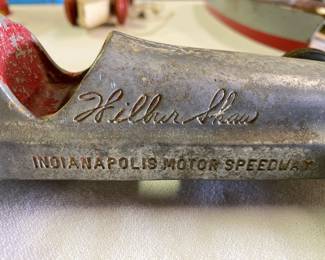 Wilbur Shaw
INDIANAPOLIS MOTOR SPEEDWAY